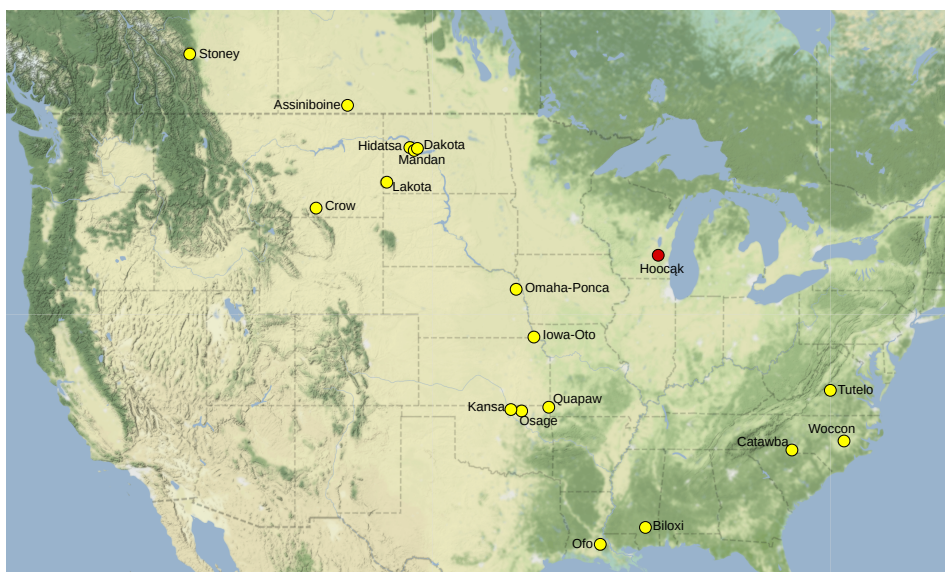 Stoney
Assiniboine
Hidatsa
Dakota
Mandan
Lakota
Crow
Hoocąk
Omaha-Ponca
Iowa-Oto
Tutelo
Quapaw
Kansa
Osage
Woccon
Catawba
Biloxi
Ofo